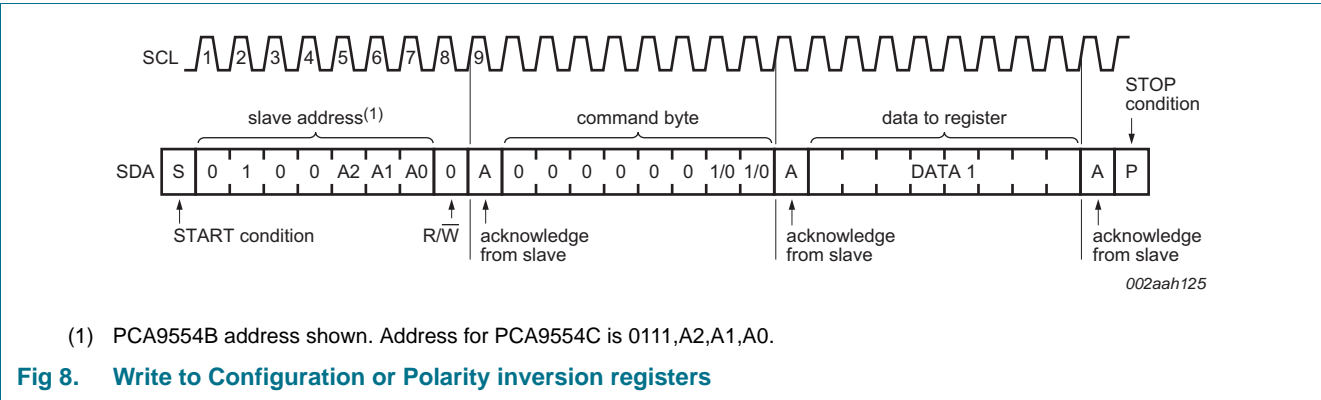 SCL 1 2 3 4 5 6 7 8 9
STOP
condition
slave address(1) command byte data to register
SDA S 0 1 0 0 A2 A1 A0 0 A 0 0 0 0 0 0 1/0 1/0 A DATA 1 A P
START condition R/W̅ acknowledge from slave acknowledge from slave acknowledge from slave
002aah125
(1) PCA9554B address shown. Address for PCA9554C is 0111,A2,A1,A0.
Fig 8. Write to Configuration or Polarity inversion registers